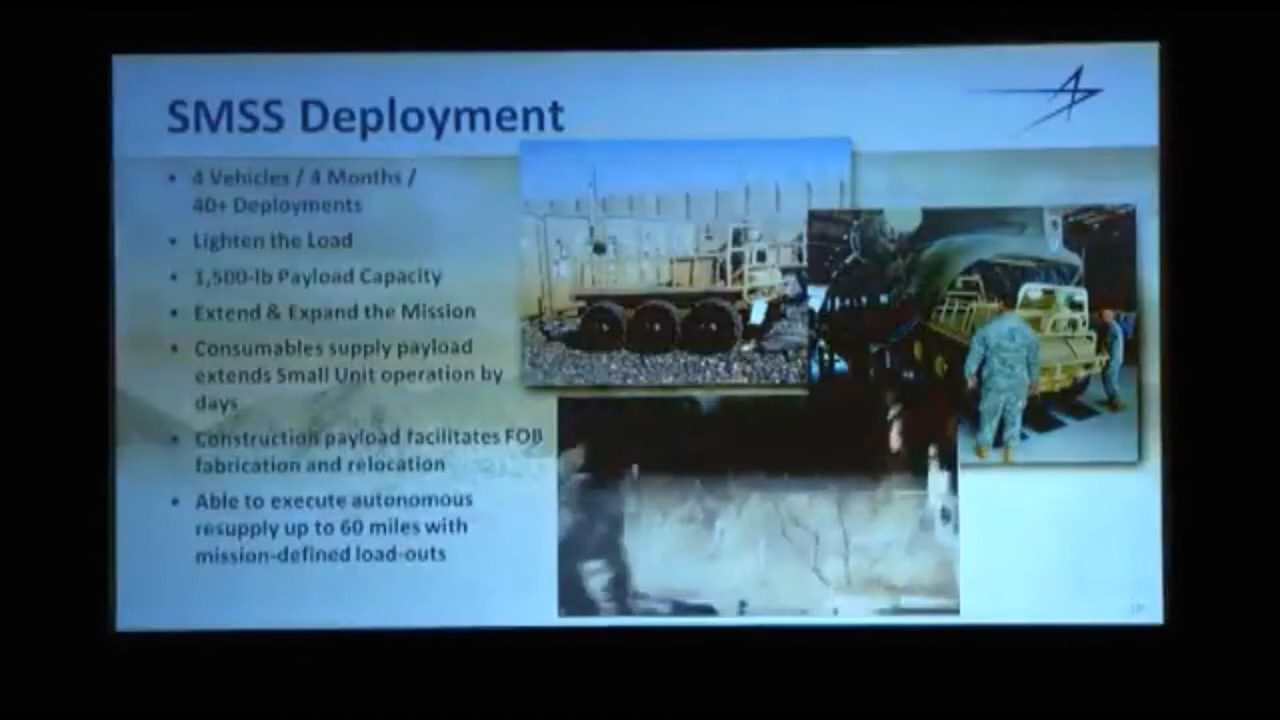 SMSS Deployment
• 4 Vehicles / 4 Months /
40+ Deployments
• Lighten the Load
• 1,500-lb Payload Capacity
• Extend & Expand the Mission
• Consumables supply payload
extends Small Unit operation by
days
• Construction payload facilitates FOB
fabrication and relocation
• Able to execute autonomous
resupply up to 60 miles with
mission-defined load-outs